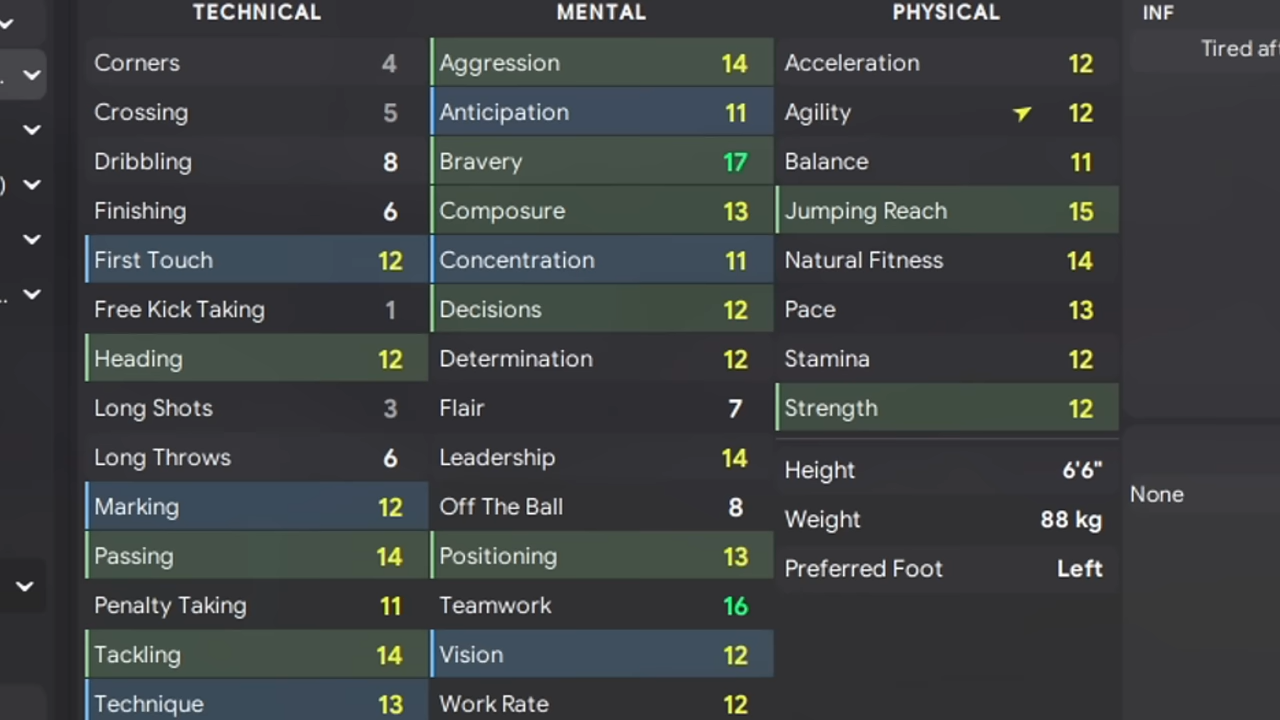 TECHNICAL
Corners 4
Crossing 5
Dribbling 8
Finishing 6
First Touch 12
Free Kick Taking 1
Heading 12
Long Shots 3
Long Throws 6
Marking 12
Passing 14
Penalty Taking 11
Tackling 14
Technique 13
MENTAL
Aggression 14
Anticipation 11
Bravery 17
Composure 13
Concentration 11
Decisions 12
Determination 12
Flair 7
Leadership 14
Off The Ball 8
Positioning 13
Teamwork 16
Vision 12
Work Rate 12
PHYSICAL
Acceleration 12
Agility 12
Balance 11
Jumping Reach 15
Natural Fitness 14
Pace 13
Stamina 12
Strength 12
Height 6'6"
Weight 88 kg
Preferred Foot Left
INF
Tired af
None